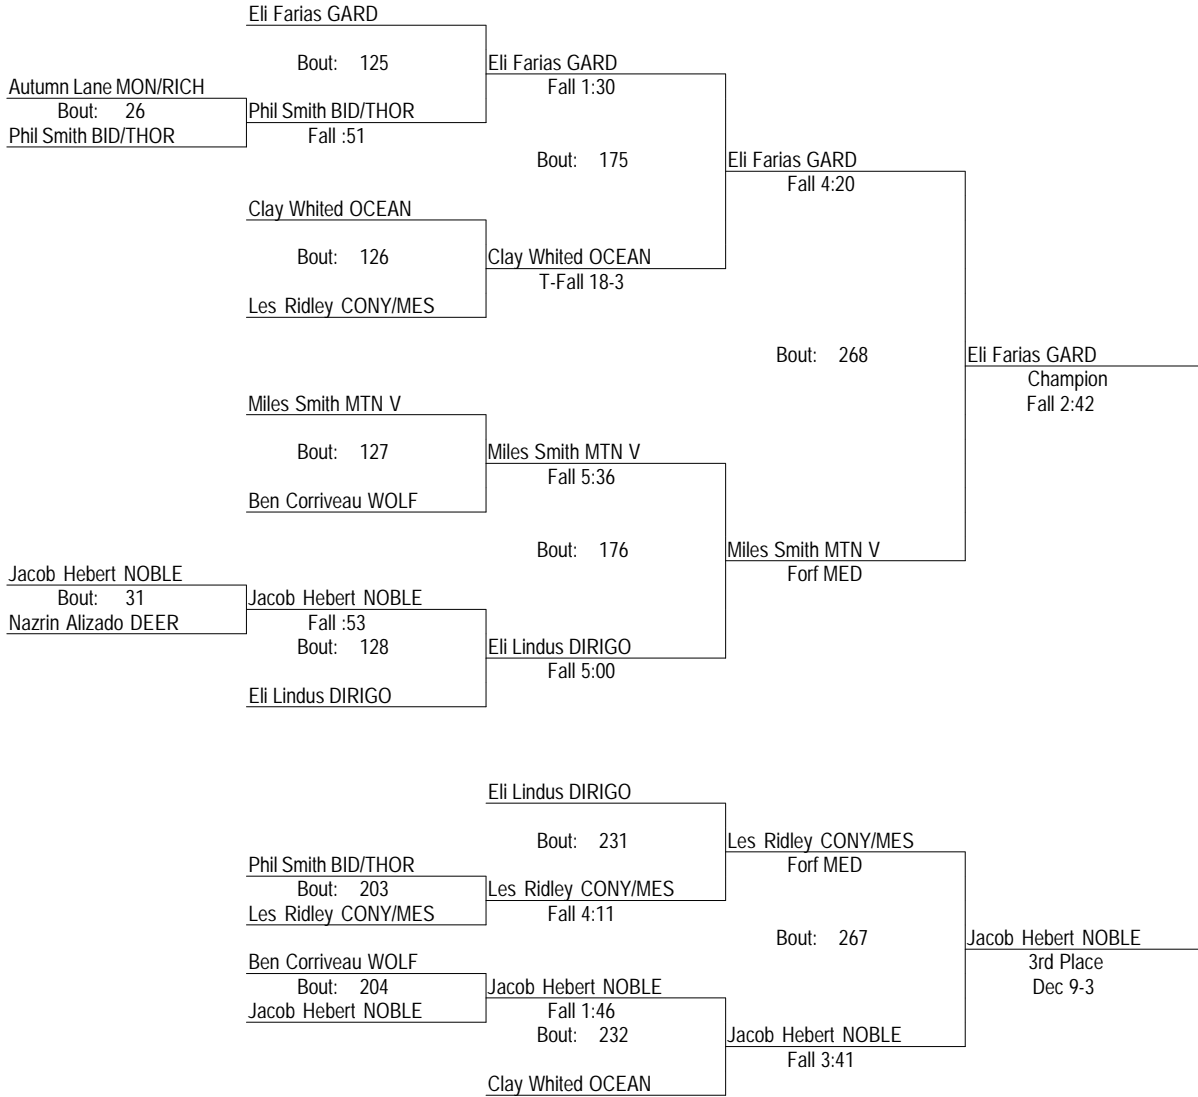 Eli Farias GARD
Bout: 125
Eli Farias GARD
Fall 1:30
Autumn Lane MON/RICH
Bout: 26
Phil Smith BID/THOR
Phil Smith BID/THOR
Fall :51
Bout: 175
Eli Farias GARD
Fall 4:20
Clay Whited OCEAN
Bout: 126
Clay Whited OCEAN
T-Fall 18-3
Les Ridley CONY/MES
Bout: 268
Eli Farias GARD
Champion
Fall 2:42
Miles Smith MTN V
Bout: 127
Miles Smith MTN V
Fall 5:36
Ben Corriveau WOLF
Bout: 176
Miles Smith MTN V
Forf MED
Jacob Hebert NOBLE
Bout: 31
Nazrin Alizado DEER
Jacob Hebert NOBLE
Fall :53
Bout: 128
Eli Lindus DIRIGO
Fall 5:00
Eli Lindus DIRIGO
Eli Lindus DIRIGO
Bout: 231
Les Ridley CONY/MES
Forf MED
Phil Smith BID/THOR
Bout: 203
Les Ridley CONY/MES
Les Ridley CONY/MES
Fall 4:11
Bout: 267
Jacob Hebert NOBLE
3rd Place
Dec 9-3
Ben Corriveau WOLF
Bout: 204
Jacob Hebert NOBLE
Jacob Hebert NOBLE
Fall 1:46
Bout: 232
Jacob Hebert NOBLE
Fall 3:41
Clay Whited OCEAN